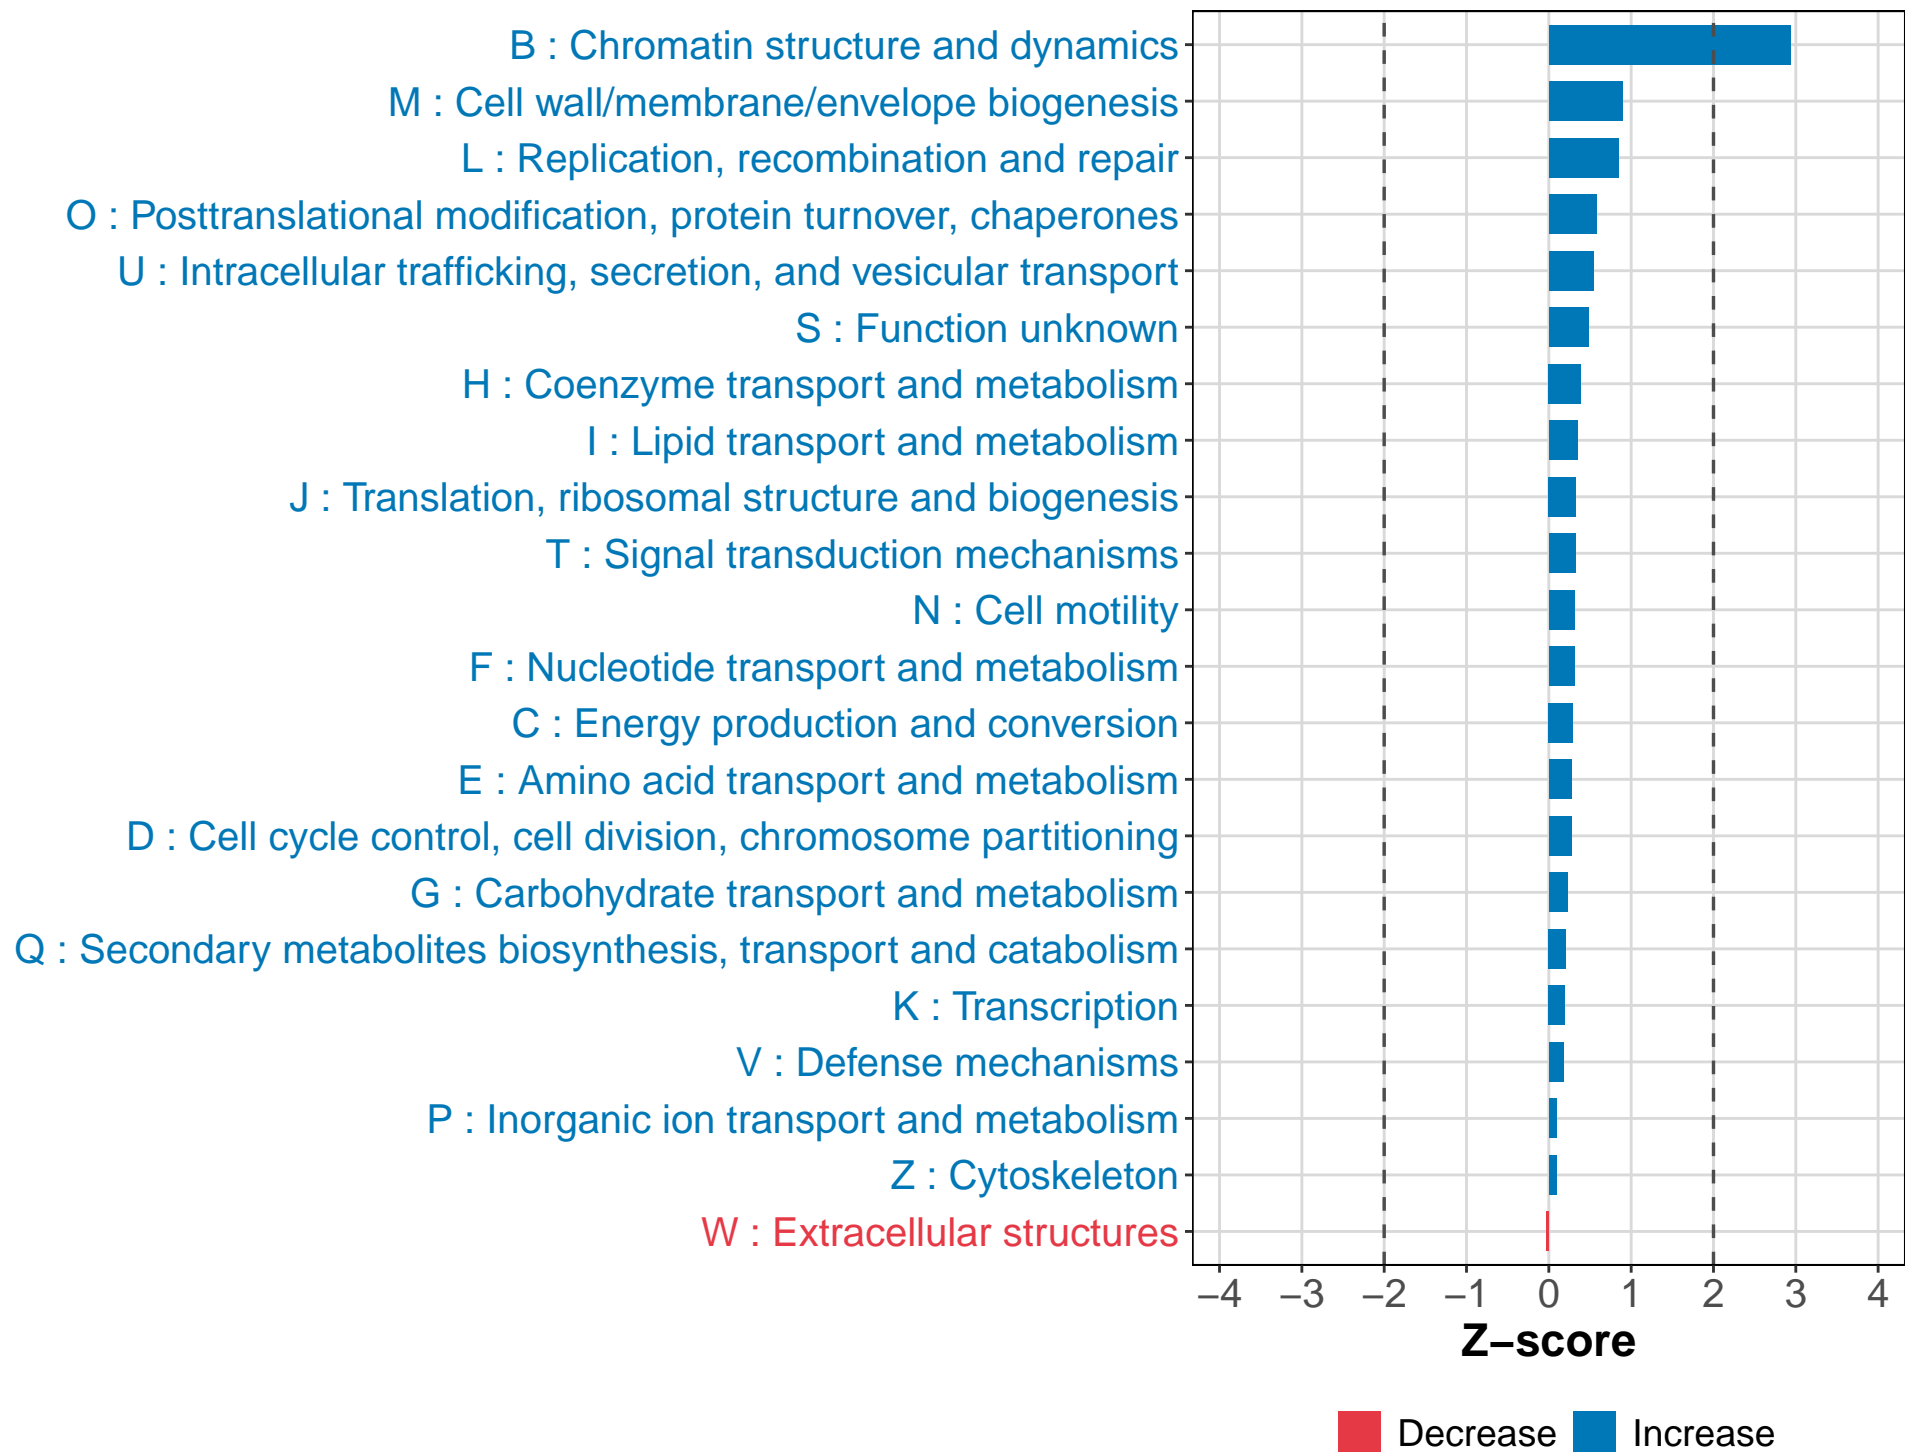 B : Chromatin structure and dynamics
M : Cell wall/membrane/envelope biogenesis
L : Replication, recombination and repair
O : Posttranslational modification, protein turnover, chaperones
U : Intracellular trafficking, secretion, and vesicular transport
S : Function unknown
H : Coenzyme transport and metabolism
I : Lipid transport and metabolism
J : Translation, ribosomal structure and biogenesis
T : Signal transduction mechanisms
N : Cell motility
F : Nucleotide transport and metabolism
C : Energy production and conversion
E : Amino acid transport and metabolism
D : Cell cycle control, cell division, chromosome partitioning
G : Carbohydrate transport and metabolism
Q : Secondary metabolites biosynthesis, transport and catabolism
K : Transcription
V : Defense mechanisms
P : Inorganic ion transport and metabolism
Z : Cytoskeleton
W : Extracellular structures
−4 −3 −2 −1 0 1 2 3 4
Z−score
Decrease Increase